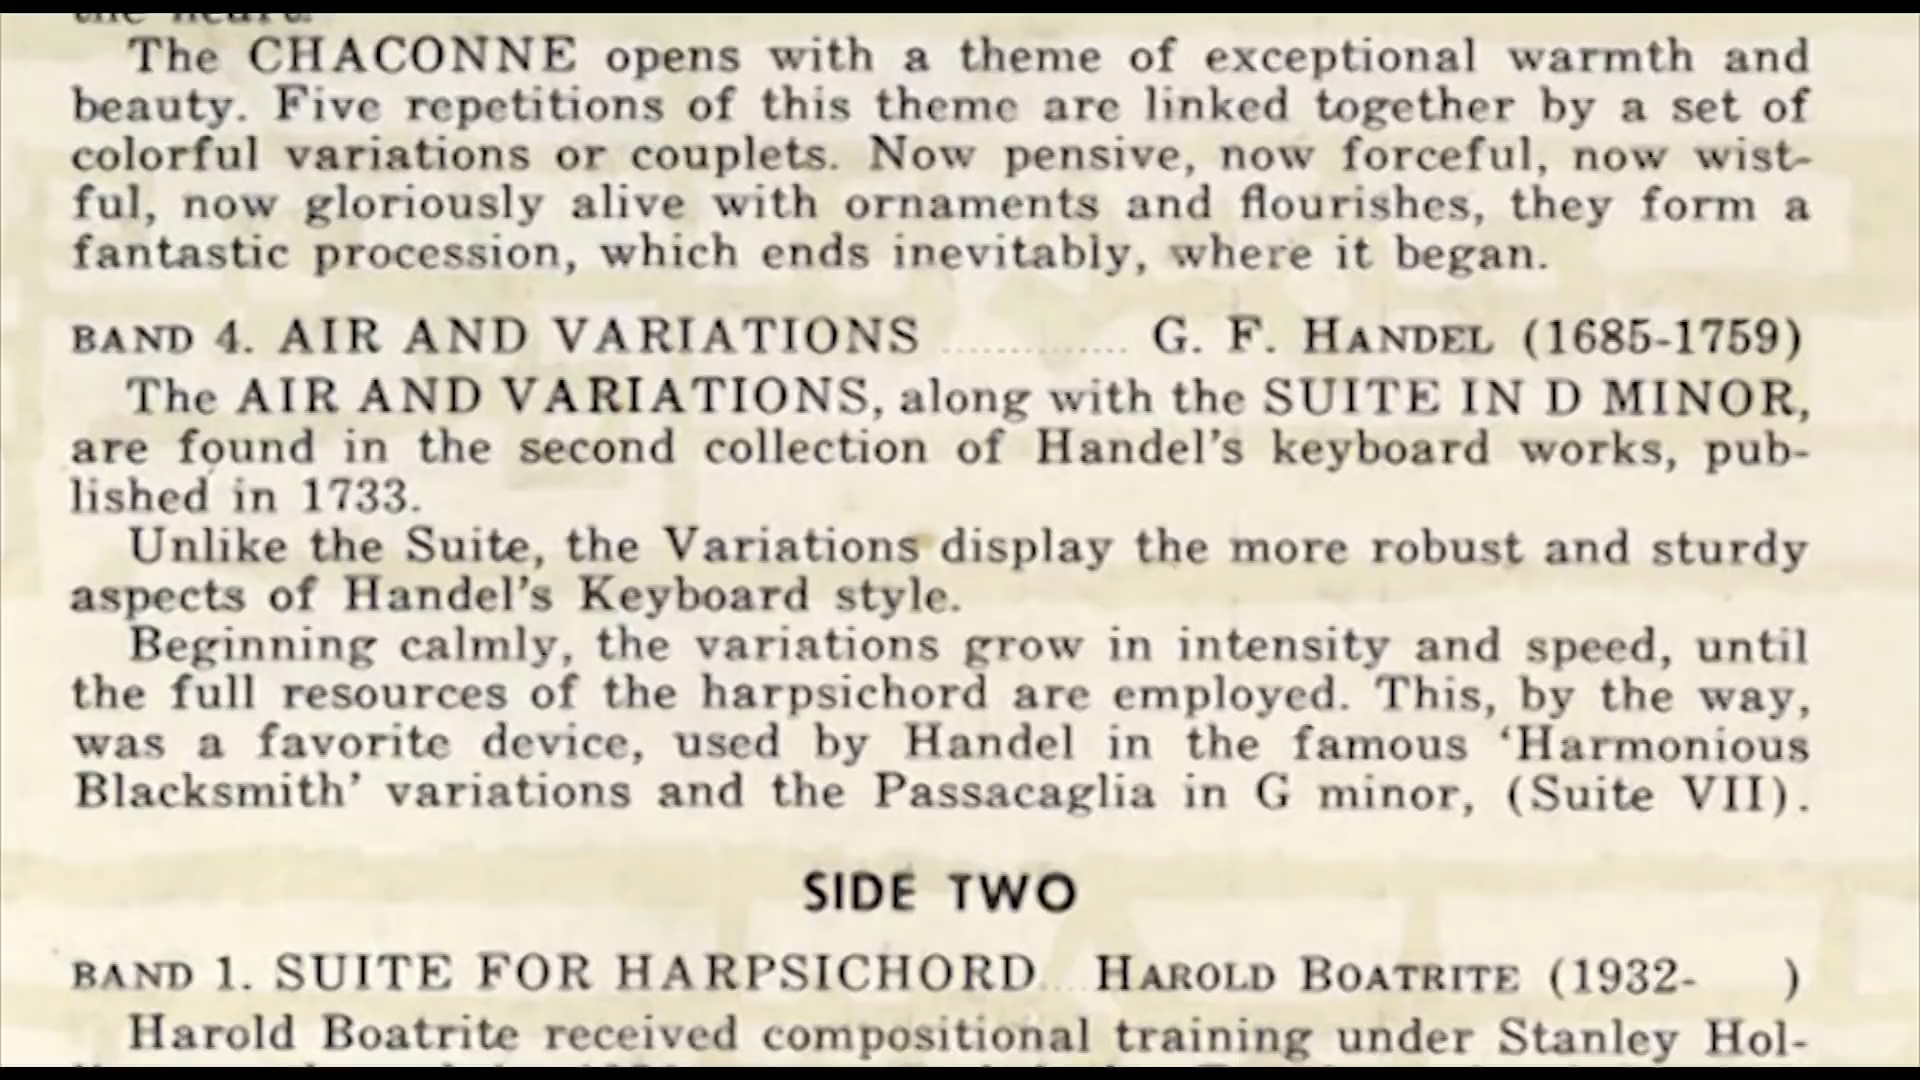 The CHACONNE opens with a theme of exceptional warmth and
beauty. Five repetitions of this theme are linked together by a set of
colorful variations or couplets. Now pensive, now forceful, now wist-
ful, now gloriously alive with ornaments and flourishes, they form a
fantastic procession, which ends inevitably, where it began.
BAND 4. AIR AND VARIATIONS .............. G. F. HANDEL (1685-1759)
The AIR AND VARIATIONS, along with the SUITE IN D MINOR,
are found in the second collection of Handel's keyboard works, pub-
lished in 1733.
Unlike the Suite, the Variations display the more robust and sturdy
aspects of Handel's Keyboard style.
Beginning calmly, the variations grow in intensity and speed, until
the full resources of the harpsichord are employed. This, by the way,
was a favorite device, used by Handel in the famous 'Harmonious
Blacksmith' variations and the Passacaglia in G minor, (Suite VII).
SIDE TWO
BAND 1. SUITE FOR HARPSICHORD .... HAROLD BOATRITE (1932- )
Harold Boatrite received compositional training under Stanley Hol-